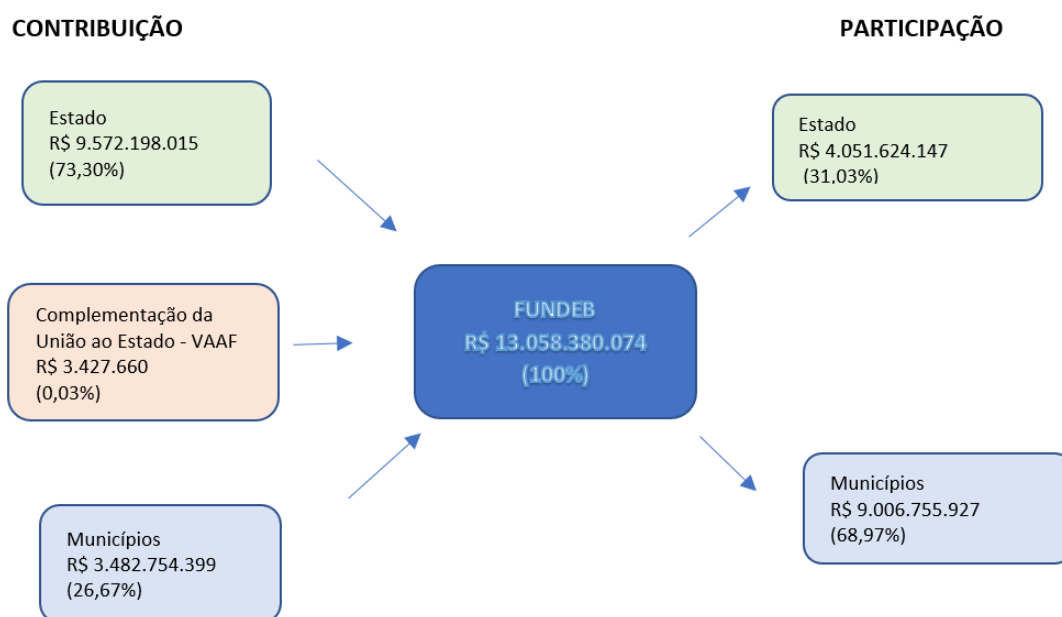 CONTRIBUIÇÃO
PARTICIPAÇÃO
Estado
R$ 9.572.198.015
(73,30%)
Estado
R$ 4.051.624.147
(31,03%)
Complementação da
União ao Estado - VAAF
R$ 3.427.660
(0,03%)
FUNDEB
R$ 13.058.380.074
(100%)
Municípios
R$ 3.482.754.399
(26,67%)
Municípios
R$ 9.006.755.927
(68,97%)